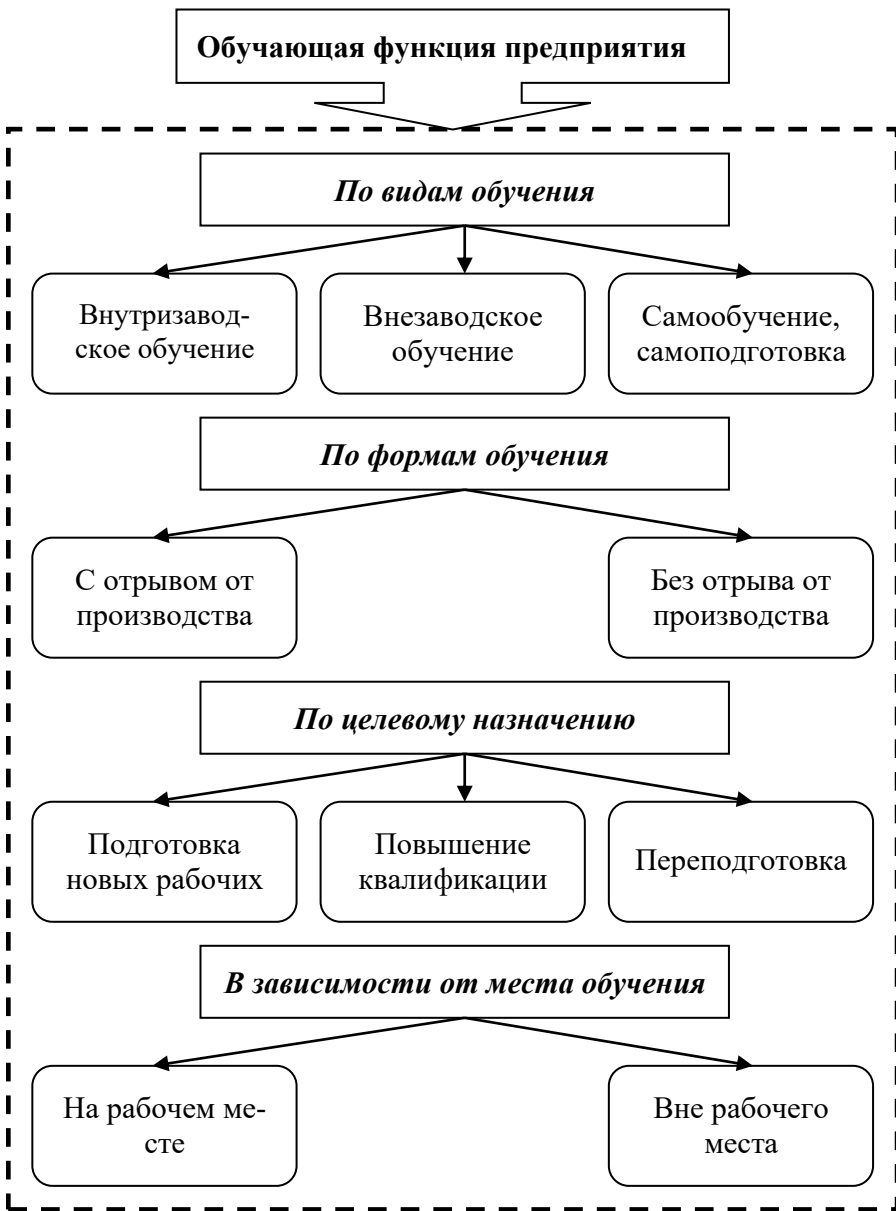 Обучающая функция предприятия
По видам обучения
Внутризавод-
ское обучение
Внезаводское
обучение
Самообучение,
самоподготовка
По формам обучения
С отрывом от
производства
Без отрыва от
производства
По целевому назначению
Подготовка
новых рабочих
Повышение
квалификации
Переподготовка
В зависимости от места обучения
На рабочем ме-
сте
Вне рабочего
места